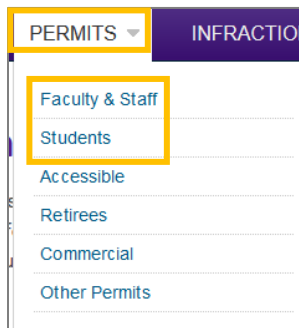 PERMITS INFRACTIO
Faculty & Staff
Students
Accessible
Retirees
Commercial
Other Permits